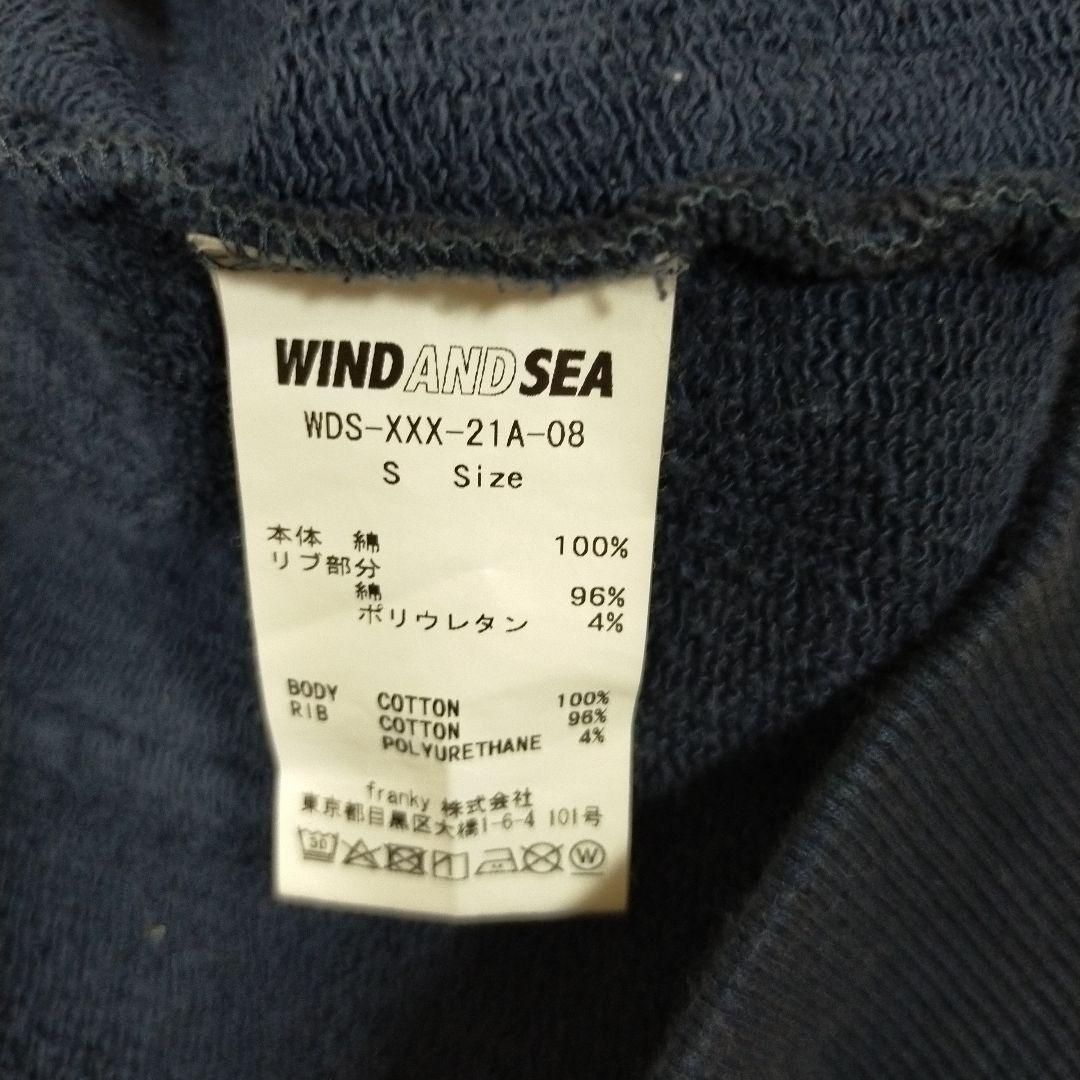 WIND AND SEA
WDS-XXX-21A-08
S Size
本体 綿 100%
リブ部分
綿 96%
ポリウレタン 4%
BODY COTTON 100%
RIB COTTON 96%
POLYURETHANE 4%
franky 株式会社
東京都目黒区大橋1-6-4 101号
W